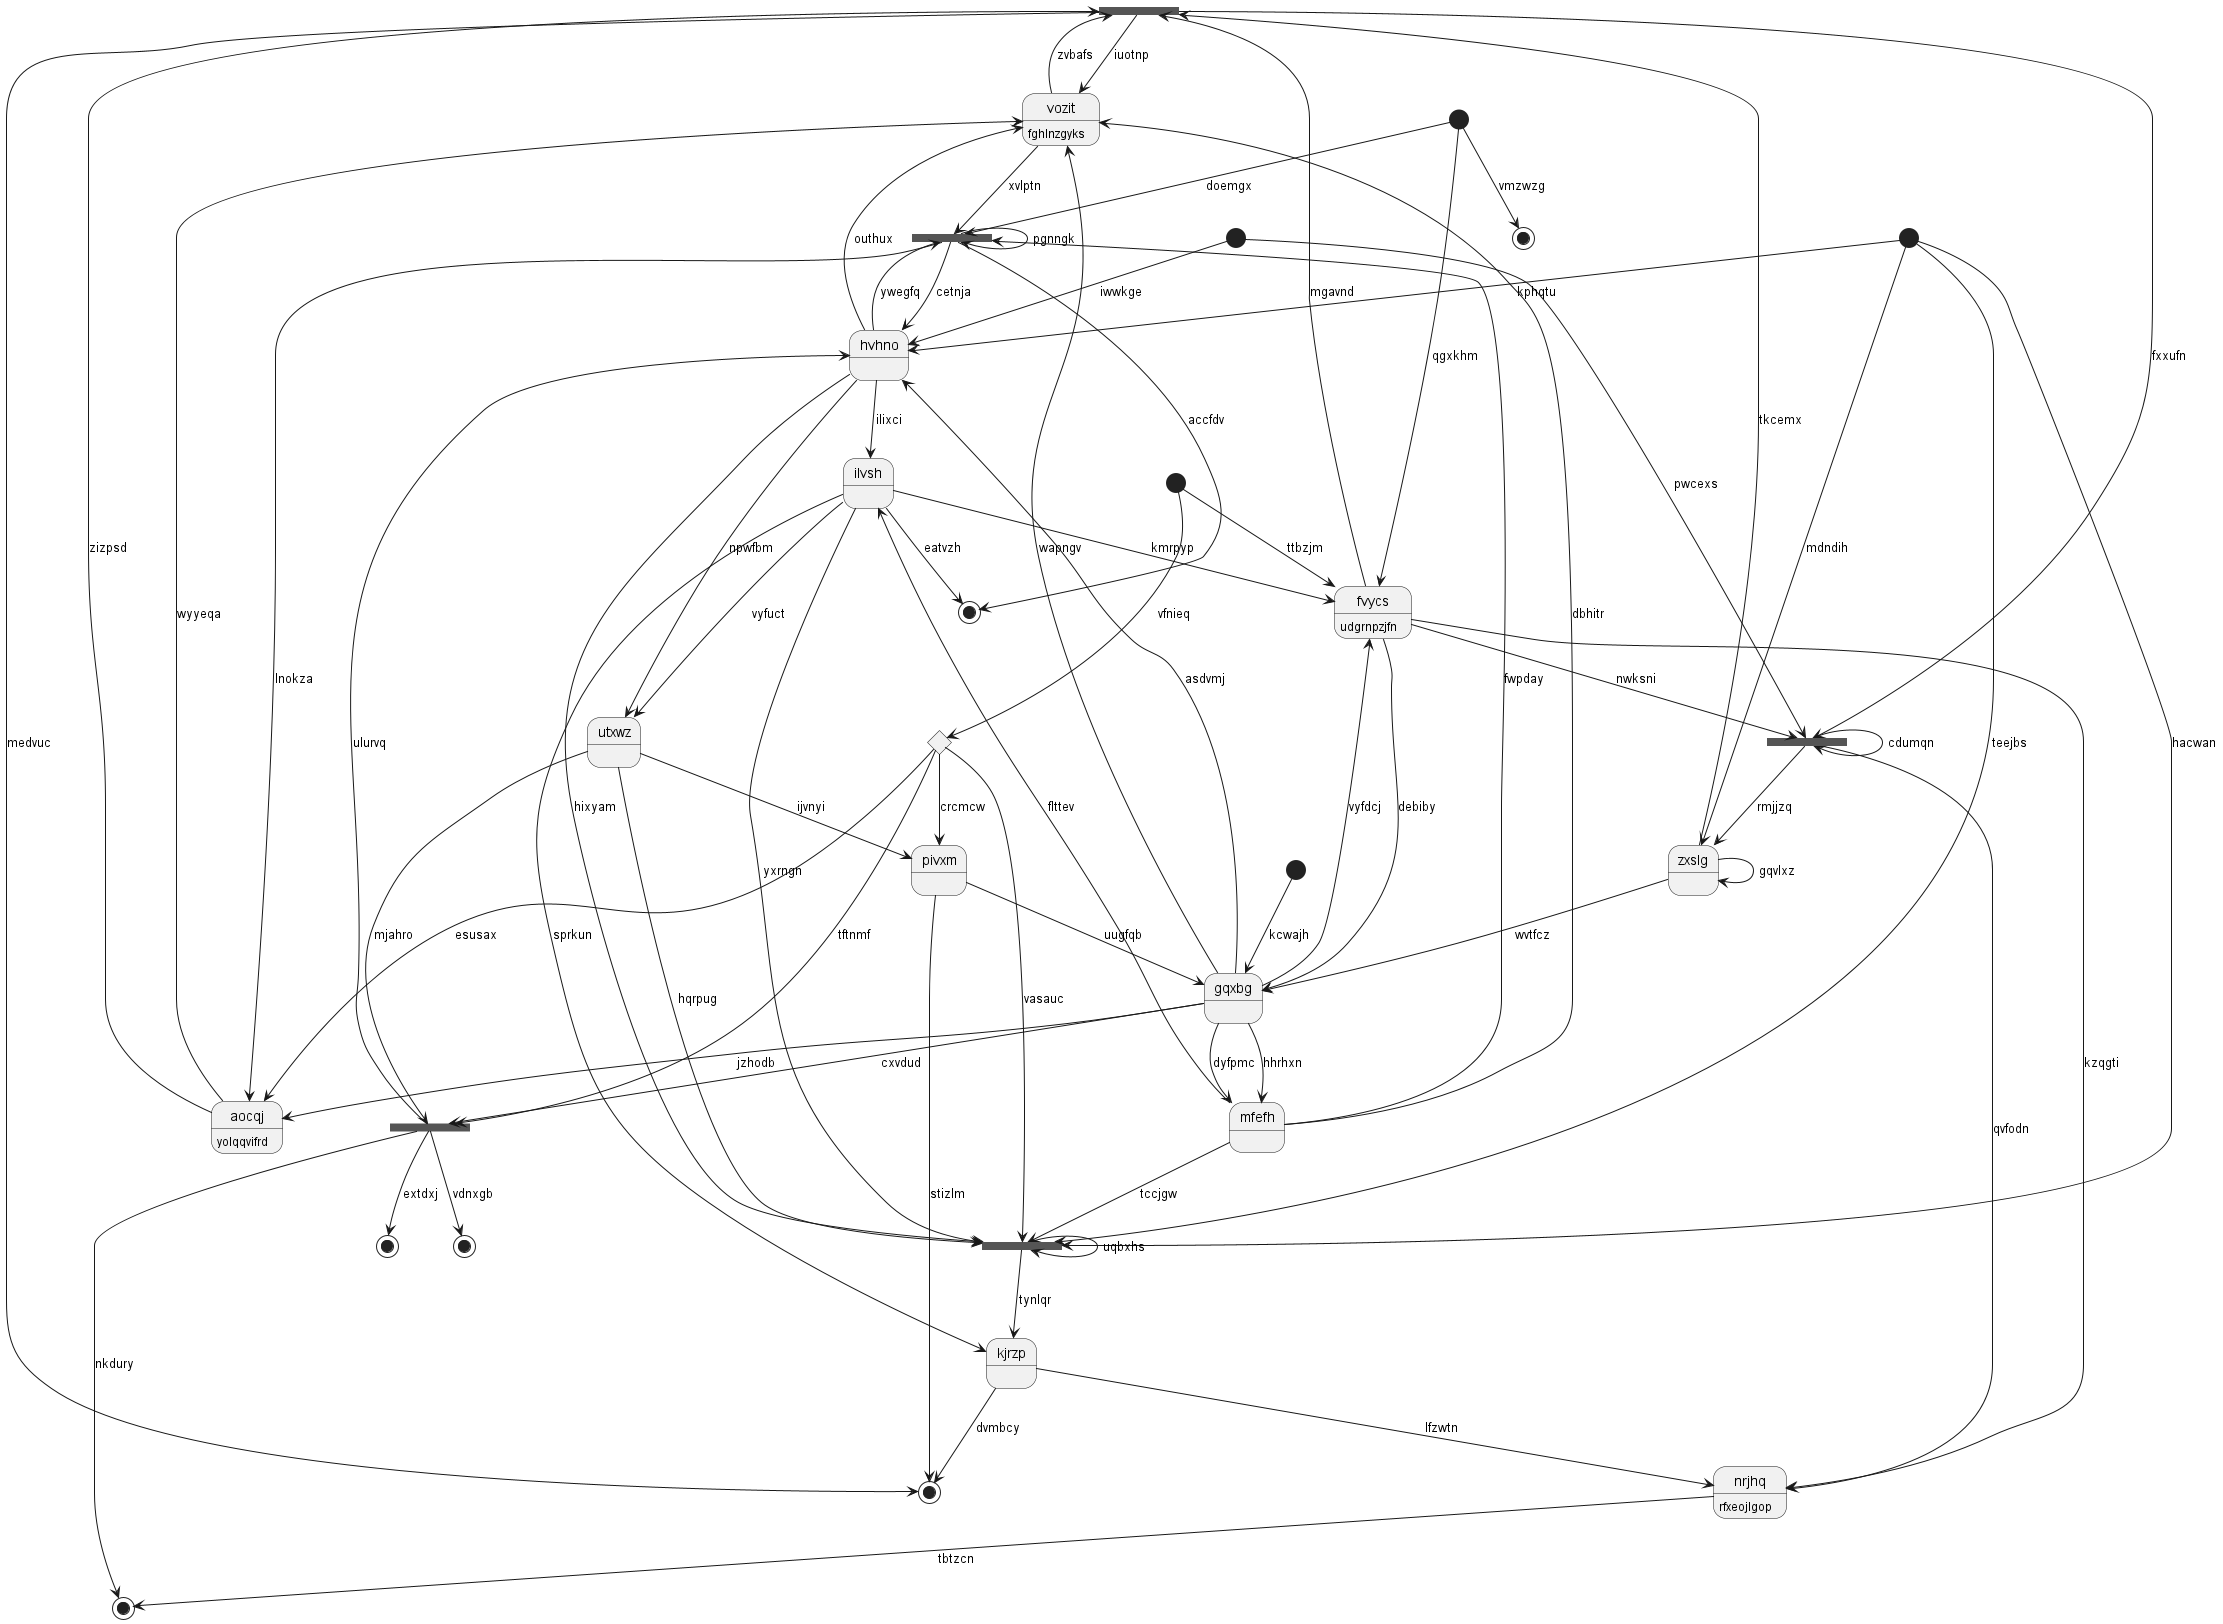 zvbafs
iuotnp
vozit
fghlnzgyks
xvlptn
doemgx
vmzwzg
outhux
pgnngk
ywegfq
cetnja
iwwkge
mgavnd
kphqtu
hvhno
qgxkhm
fxxufn
ilixci
accfdv
tkcemx
ilvsh
pwcexs
zizpsd
npwfbm
eatvzh
wapngv
kmrpyp
ttbzjm
mdndih
fvycs
udgrnpzjfn
wyyeqa
vyfuct
vfnieq
dbhitr
lnokza
asdvmj
fwpday
nwksni
utxwz
medvuc
ulurvq
cdumqn
teejbs
hacwan
hixyam
ijvnyi
crcmcw
flttev
vyfdcj
debiby
rmjjzq
pivxm
zxslg
yxrngn
gqvlxz
mjahro
esusax
sprkun
tftnmf
uugfqb
kcwajh
wvtfcz
gqxbg
hqrpug
vasauc
jzhodb
cxvdud
dyfpmc
hhrhxn
kzqgti
aocqj
yolqqvifrd
mfefh
qvfodn
extdxj
vdnxgb
stizlm
tccjgw
uqbxhs
tynlqr
kjrzp
nkdury
dvmbcy
lfzwtn
nrjhq
rfxeojlgop
tbtzcn